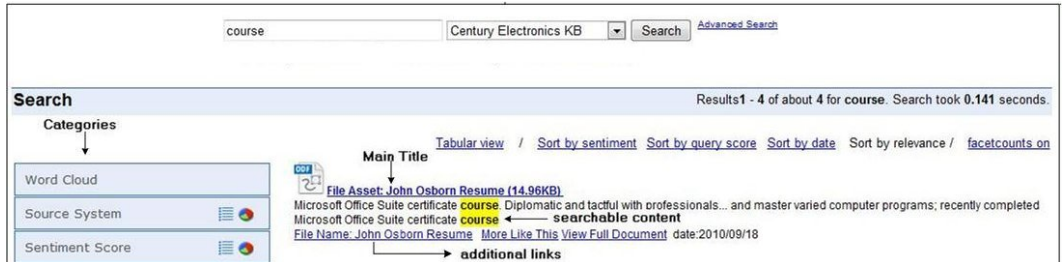 course Century Electronics KB Search Advanced Search
Search Results1 - 4 of about 4 for course. Search took 0.141 seconds.
Categories
Tabular view / Sort by sentiment Sort by query score Sort by date Sort by relevance / facetcounts on
Main Title
Word Cloud
ODF
File Asset: John Osborn Resume (14.96KB)
Microsoft Office Suite certificate course. Diplomatic and tactful with professionals... and master varied computer programs; recently completed
Source System
Microsoft Office Suite certificate course searchable content
File Name: John Osborn Resume More Like This View Full Document date:2010/09/18
Sentiment Score
additional links